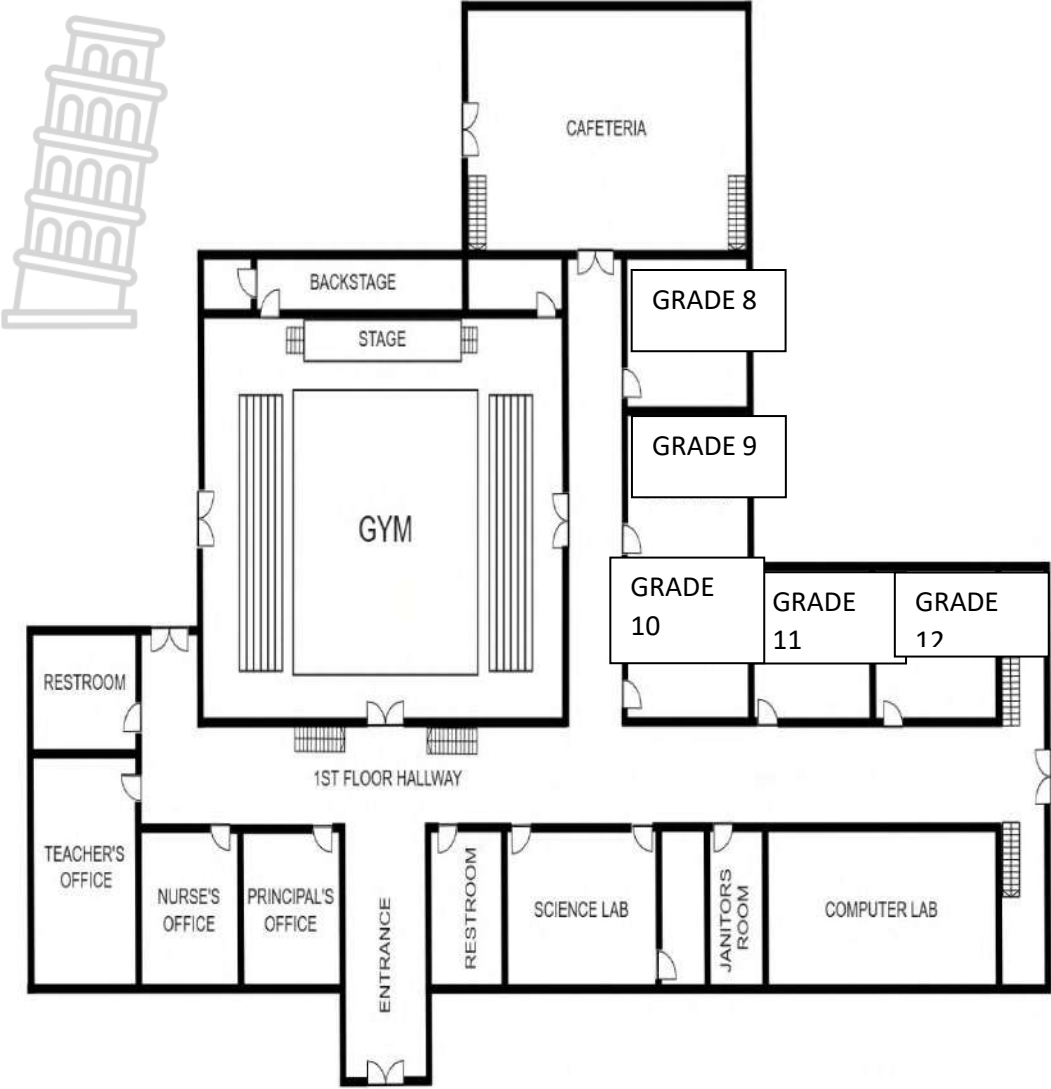 CAFETERIA
BACKSTAGE
GRADE 8
STAGE
GRADE 9
GYM
GRADE
10
GRADE
11
GRADE
12
RESTROOM
1ST FLOOR HALLWAY
TEACHER'S
OFFICE
NURSE'S
OFFICE
PRINCIPAL'S
OFFICE
ENTRANCE
RESTROOM
SCIENCE LAB
JANITORS
ROOM
COMPUTER LAB